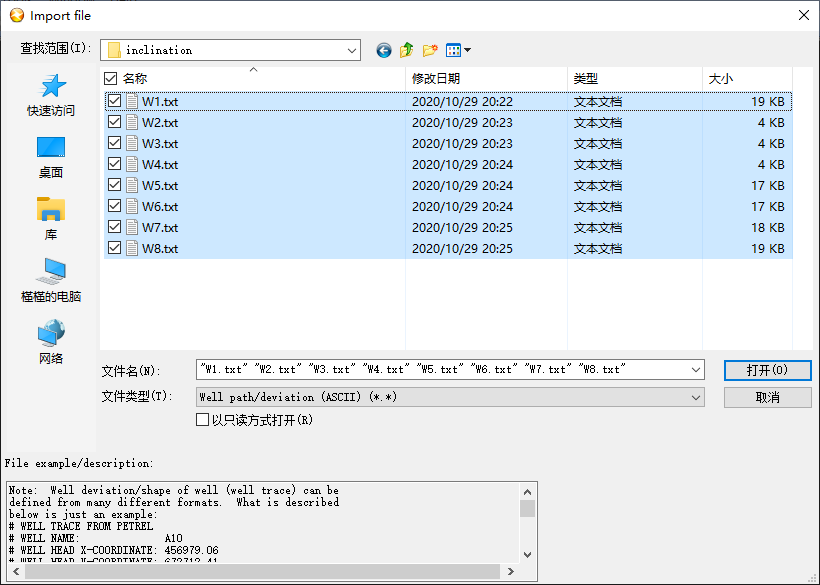 Import file
查找范围(I):
inclination
快速访问
桌面
库
槿槿的电脑
网络
名称 修改日期 类型 大小
W1.txt 2020/10/29 20:22 文本文档 19 KB
W2.txt 2020/10/29 20:23 文本文档 4 KB
W3.txt 2020/10/29 20:23 文本文档 4 KB
W4.txt 2020/10/29 20:24 文本文档 4 KB
W5.txt 2020/10/29 20:24 文本文档 17 KB
W6.txt 2020/10/29 20:24 文本文档 17 KB
W7.txt 2020/10/29 20:25 文本文档 18 KB
W8.txt 2020/10/29 20:25 文本文档 19 KB
文件名(N): "W1.txt" "W2.txt" "W3.txt" "W4.txt" "W5.txt" "W6.txt" "W7.txt" "W8.txt" 打开(O)
文件类型(T): Well path/deviation (ASCII) (*.*) 取消
以只读方式打开(R)
File example/description:
Note: Well deviation/shape of well (well trace) can be
defined from many different formats. What is described
below is just an example:
# WELL TRACE FROM PETREL
# WELL NAME: A10
# WELL HEAD X-COORDINATE: 456979.06
# WELL HEAD Y-COORDINATE: